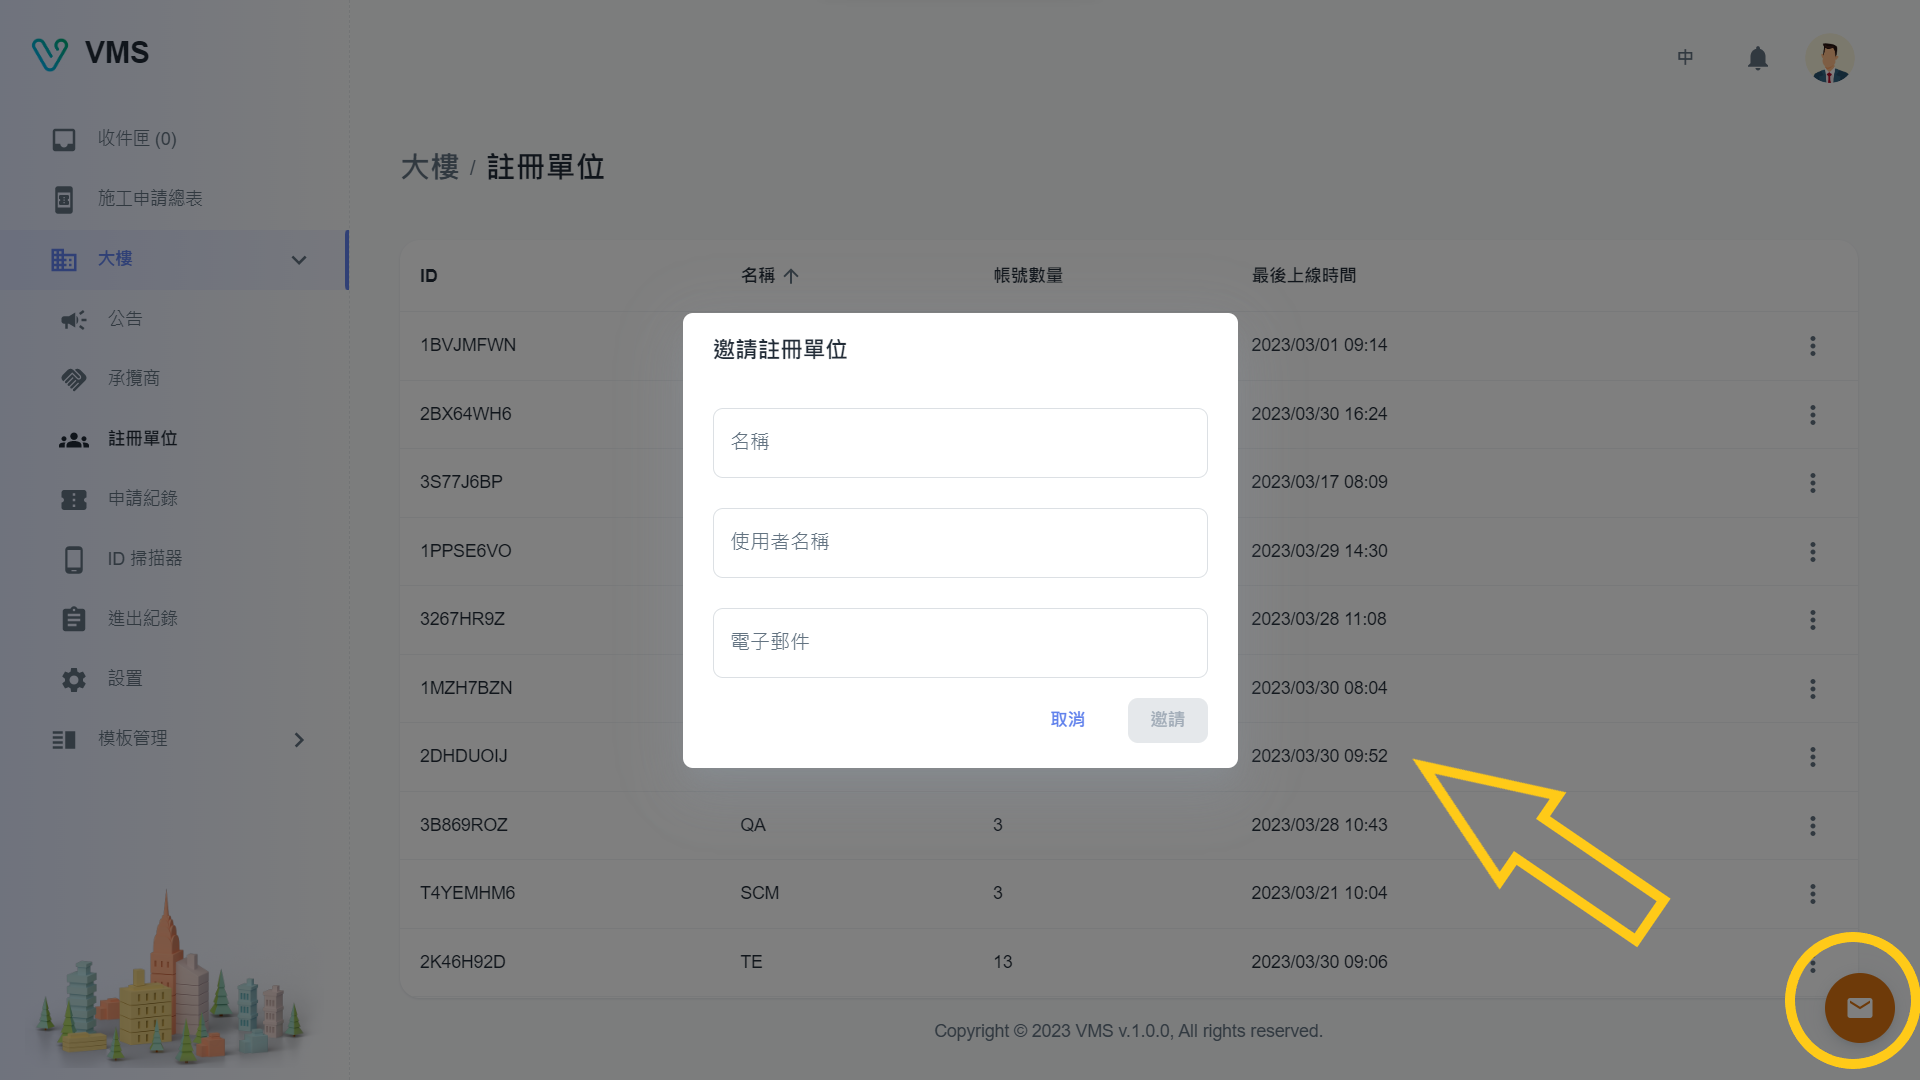 VMS
中
收件匣 (0)
施工申請總表
大樓
公告
承攬商
註冊單位
申請紀錄
ID 掃描器
進出紀錄
設置
模板管理
大樓 / 註冊單位
ID 名稱 帳號數量 最後上線時間
1BVJMFWN 2023/03/01 09:14
2BX64WH6 2023/03/30 16:24
3S77J6BP 2023/03/17 08:09
1PPSE6VO 2023/03/29 14:30
3267HR9Z 2023/03/28 11:08
1MZH7BZN 2023/03/30 08:04
2DHDUOIJ 2023/03/30 09:52
3B869ROZ QA 3 2023/03/28 10:43
T4YEMHM6 SCM 3 2023/03/21 10:04
2K46H92D TE 13 2023/03/30 09:06
邀請註冊單位
名稱
使用者名稱
電子郵件
取消 邀請
Copyright © 2023 VMS v.1.0.0, All rights reserved.